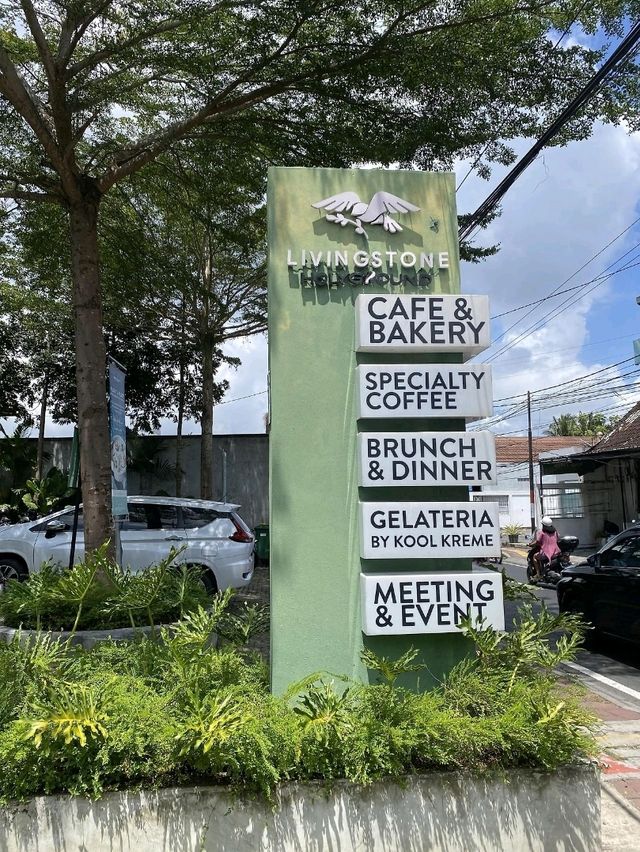 LIVINGSTONE
CAFE &
BAKERY
SPECIALTY
COFFEE
BRUNCH
& DINNER
GELATERIA
BY KOOL KREME
MEETING
& EVENT